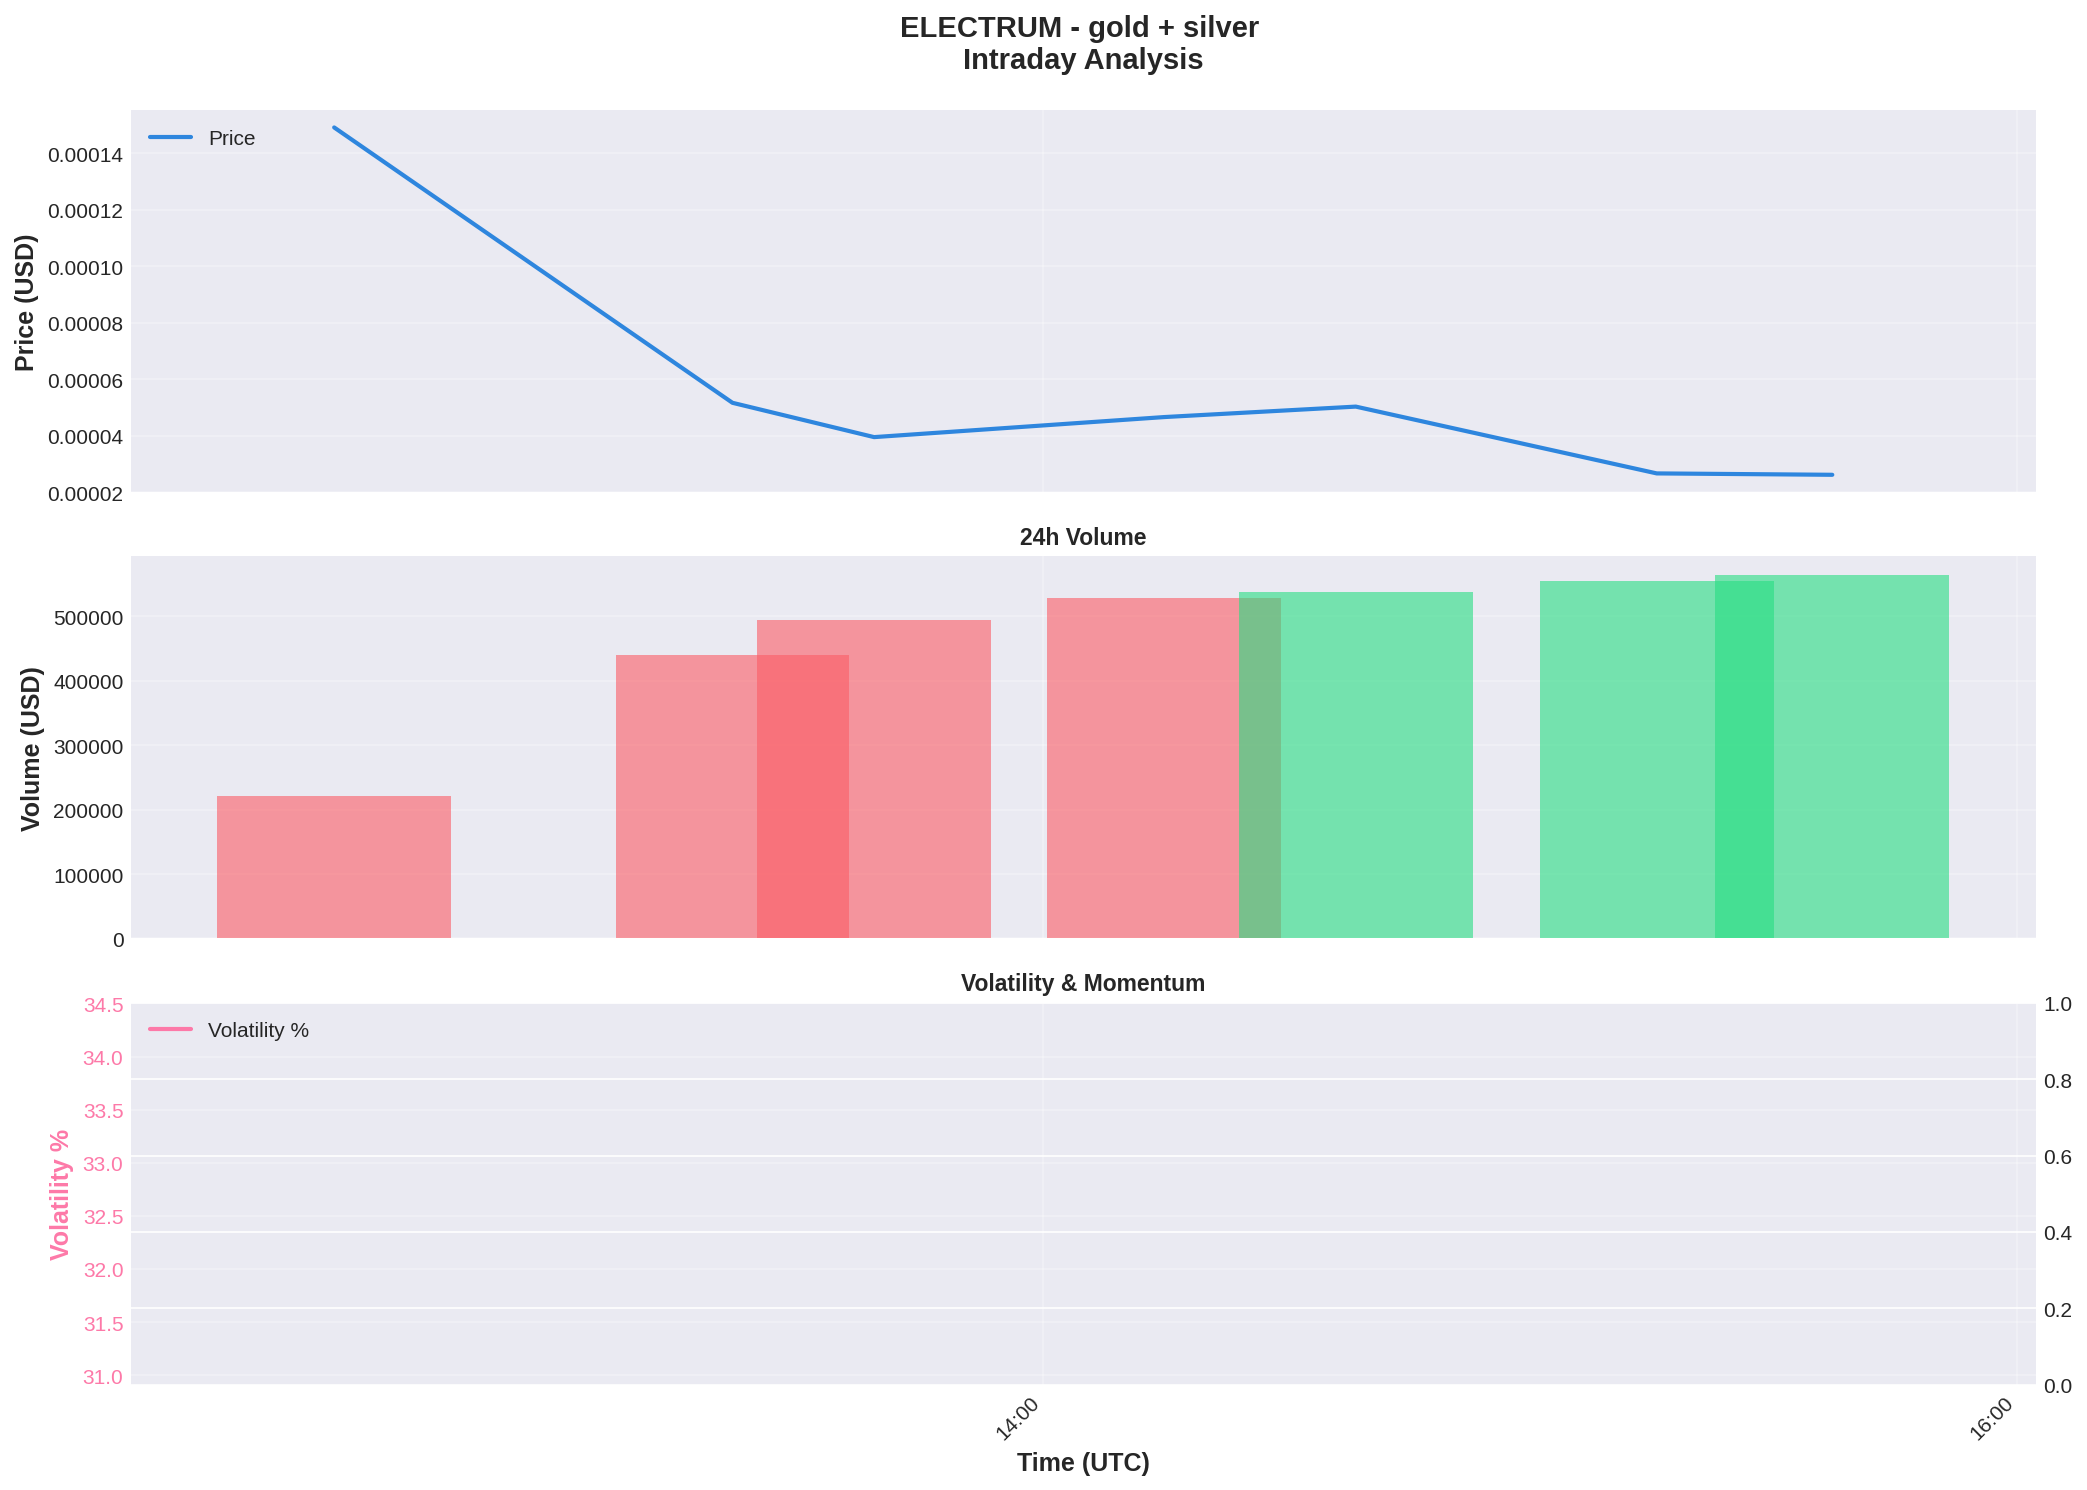 ELECTRUM - gold + silver
Intraday Analysis
Price
Price (USD)
0.00014
0.00012
0.00010
0.00008
0.00006
0.00004
0.00002
24h Volume
Volume (USD)
500000
400000
300000
200000
100000
0
Volatility & Momentum
Volatility %
Volatility %
34.5
34.0
33.5
33.0
32.5
32.0
31.5
31.0
1.0
0.8
0.6
0.4
0.2
0.0
14:00
16:00
Time (UTC)